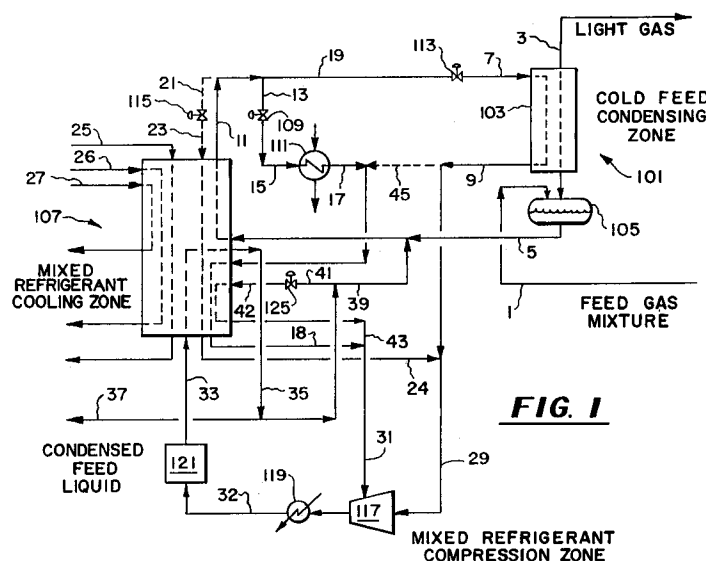 3
LIGHT GAS
113
19
7
21
13
115
109
103
COLD FEED
CONDENSING
ZONE
23
11
111
25
26
27
15
17
45
9
101
107
105
5
MIXED
REFRIGERANT
COOLING ZONE
41
42
125
39
1
FEED GAS
MIXTURE
18
43
33
35
24
37
FIG. 1
CONDENSED
FEED
LIQUID
121
31
29
32
119
117
MIXED REFRIGERANT
COMPRESSION ZONE